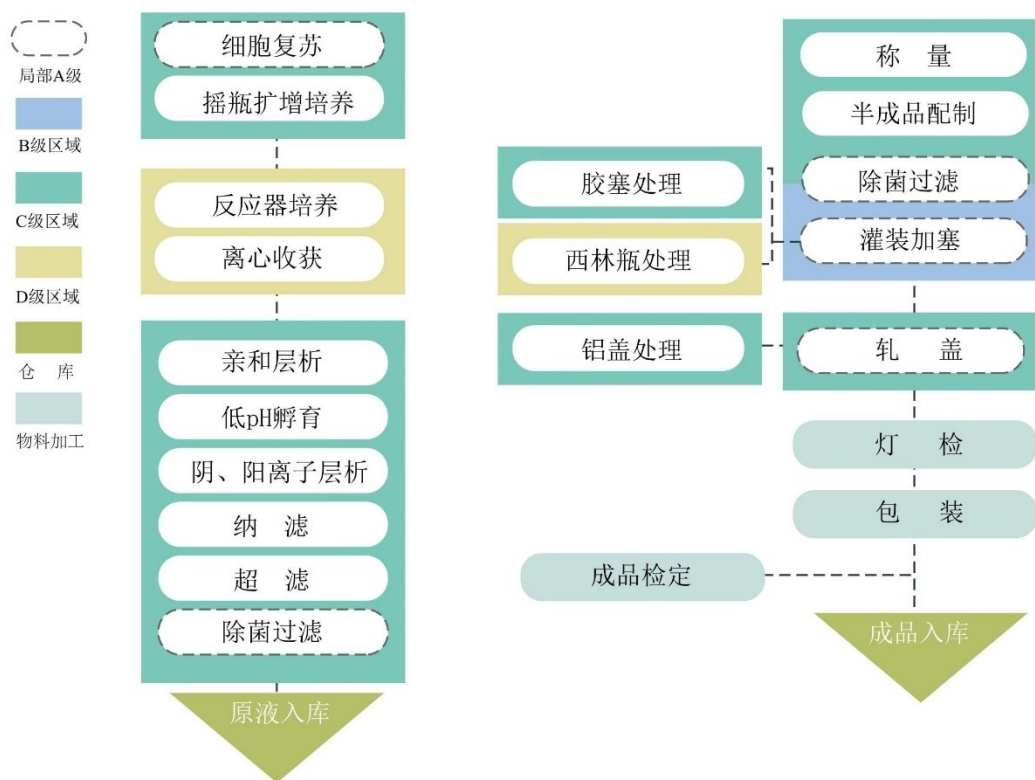 局部A级
B级区域
C级区域
D级区域
仓 库
物料加工
细胞复苏
摇瓶扩增培养
反应器培养
离心收获
亲和层析
低pH孵育
阴、阳离子层析
纳 滤
超 滤
除菌过滤
原液入库
称 量
半成品配制
除菌过滤
灌装加塞
胶塞处理
西林瓶处理
铝盖处理
轧 盖
灯 检
包 装
成品检定
成品入库